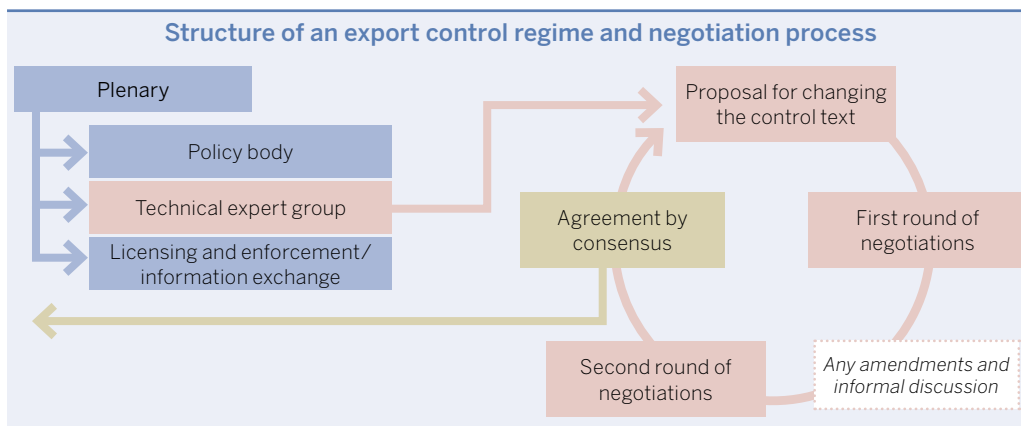 Structure of an export control regime and negotiation process
Plenary
Policy body
Technical expert group
Licensing and enforcement/
information exchange
Proposal for changing
the control text
First round of
negotiations
Any amendments and
informal discussion
Second round of
negotiations
Agreement by
consensus